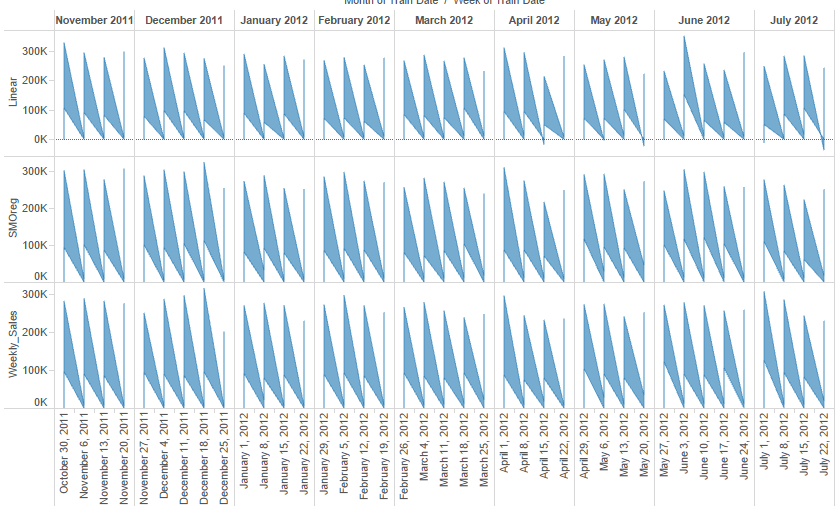 Month of Train Date / Week of Train Date
November 2011 December 2011 January 2012 February 2012 March 2012 April 2012 May 2012 June 2012 July 2012
Linear
300K
200K
100K
0K
SMOreg
300K
200K
100K
0K
Weekly_Sales
300K
200K
100K
0K
October 30, 2011
November 6, 2011
November 13, 2011
November 20, 2011
November 27, 2011
December 4, 2011
December 11, 2011
December 18, 2011
December 25, 2011
January 1, 2012
January 8, 2012
January 15, 2012
January 22, 2012
January 29, 2012
February 5, 2012
February 12, 2012
February 19, 2012
February 26, 2012
March 4, 2012
March 11, 2012
March 18, 2012
March 25, 2012
April 1, 2012
April 8, 2012
April 15, 2012
April 22, 2012
April 29, 2012
May 6, 2012
May 13, 2012
May 20, 2012
May 27, 2012
June 3, 2012
June 10, 2012
June 17, 2012
June 24, 2012
July 1, 2012
July 8, 2012
July 15, 2012
July 22, 2012